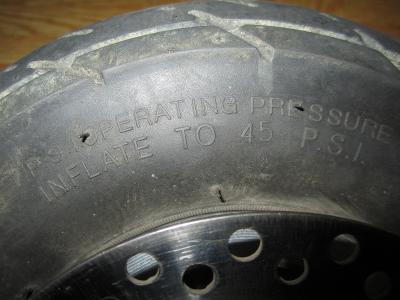 P.S.I. OPERATING PRESSURE
INFLATE TO 45 P.S.I.